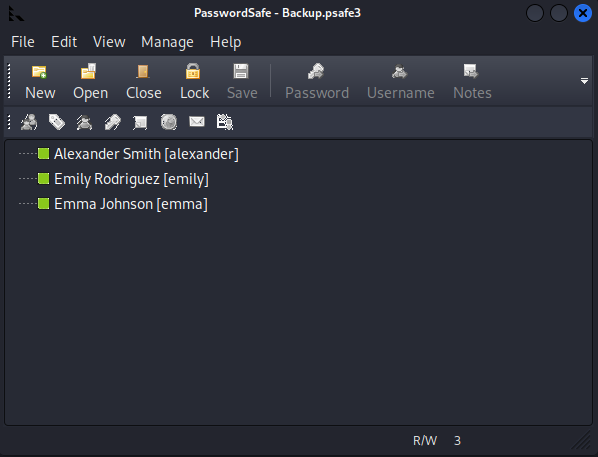 PasswordSafe - Backup.psafe3
File Edit View Manage Help
New Open Close Lock Save Password Username Notes
Alexander Smith [alexander]
Emily Rodriguez [emily]
Emma Johnson [emma]
R/W 3